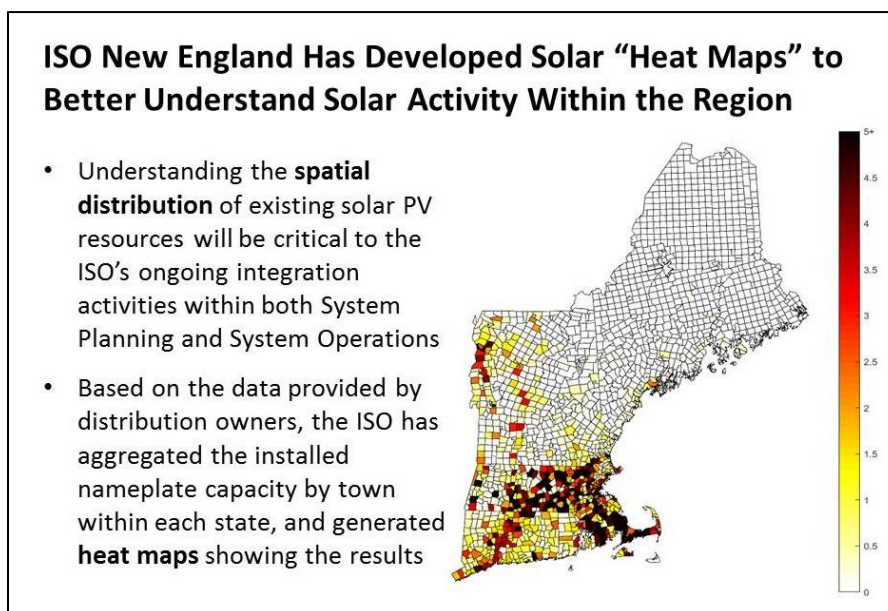 ISO New England Has Developed Solar “Heat Maps” to
Better Understand Solar Activity Within the Region
• Understanding the spatial
distribution of existing solar PV
resources will be critical to the
ISO’s ongoing integration
activities within both System
Planning and System Operations
• Based on the data provided by
distribution owners, the ISO has
aggregated the installed
nameplate capacity by town
within each state, and generated
heat maps showing the results
5+
4.5
4
3.5
3
2.5
2
1.5
1
0.5
0